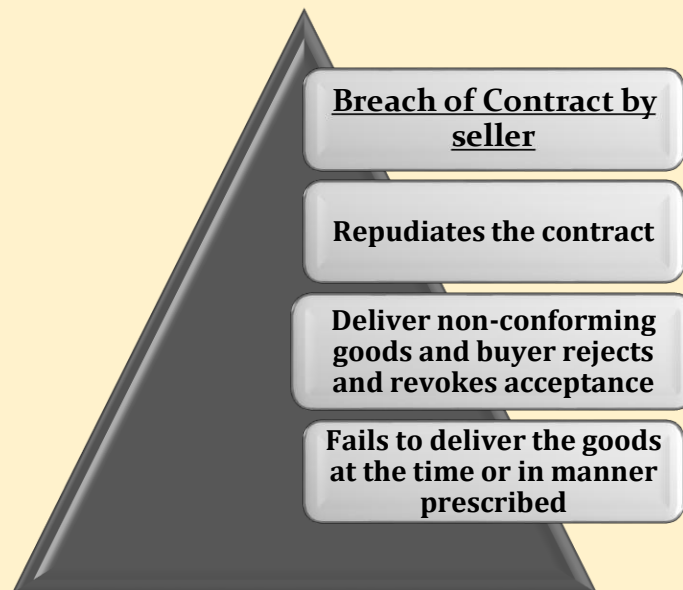 Breach of Contract by
seller
Repudiates the contract
Deliver non-conforming
goods and buyer rejects
and revokes acceptance
Fails to deliver the goods
at the time or in manner
prescribed